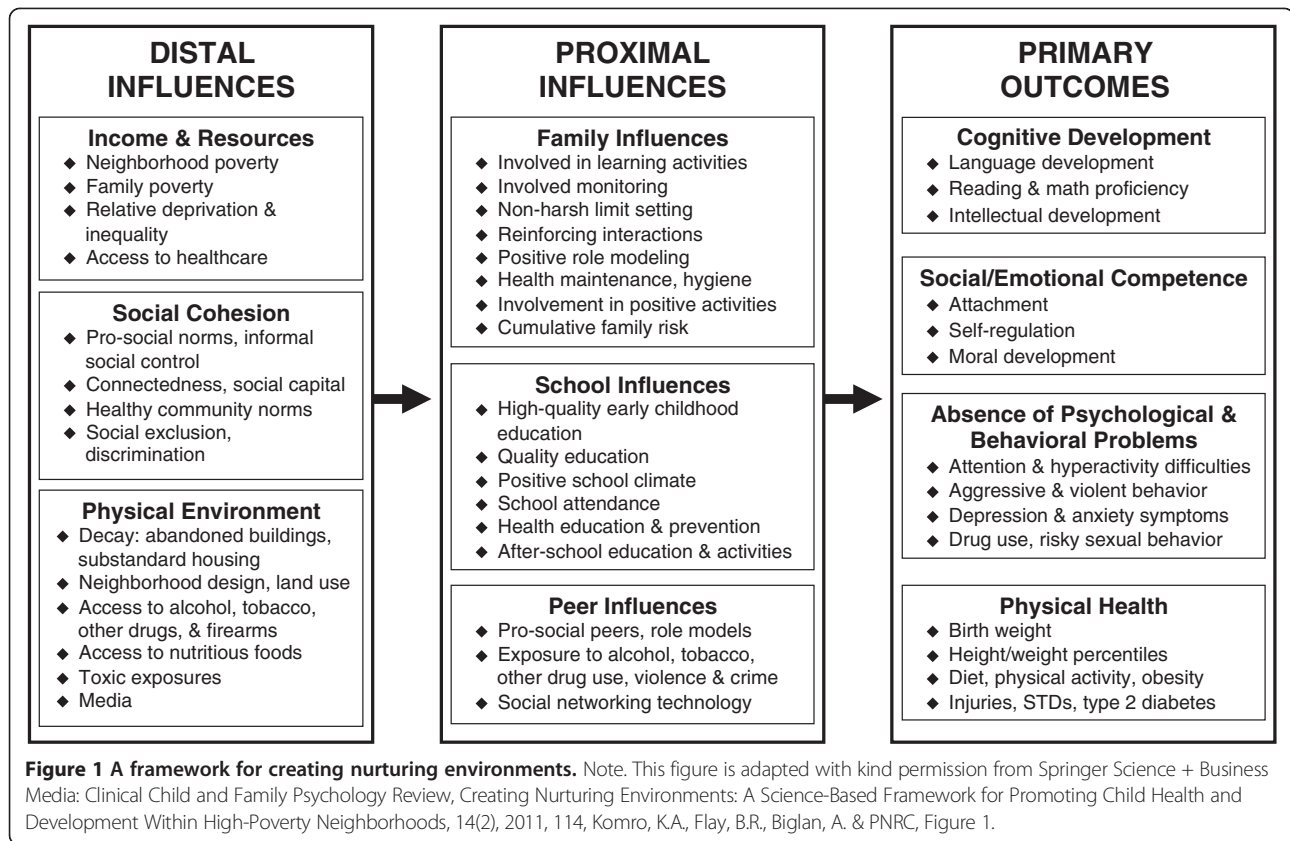 DISTAL
INFLUENCES
Income & Resources
◆ Neighborhood poverty
◆ Family poverty
◆ Relative deprivation &
inequality
◆ Access to healthcare
Social Cohesion
◆ Pro-social norms, informal
social control
◆ Connectedness, social capital
◆ Healthy community norms
◆ Social exclusion,
discrimination
Physical Environment
◆ Decay: abandoned buildings,
substandard housing
◆ Neighborhood design, land use
◆ Access to alcohol, tobacco,
other drugs, & firearms
◆ Access to nutritious foods
◆ Toxic exposures
◆ Media
PROXIMAL
INFLUENCES
Family Influences
◆ Involved in learning activities
◆ Involved monitoring
◆ Non-harsh limit setting
◆ Reinforcing interactions
◆ Positive role modeling
◆ Health maintenance, hygiene
◆ Involvement in positive activities
◆ Cumulative family risk
School Influences
◆ High-quality early childhood
education
◆ Quality education
◆ Positive school climate
◆ School attendance
◆ Health education & prevention
◆ After-school education & activities
Peer Influences
◆ Pro-social peers, role models
◆ Exposure to alcohol, tobacco,
other drug use, violence & crime
◆ Social networking technology
PRIMARY
OUTCOMES
Cognitive Development
◆ Language development
◆ Reading & math proficiency
◆ Intellectual development
Social/Emotional Competence
◆ Attachment
◆ Self-regulation
◆ Moral development
Absence of Psychological &
Behavioral Problems
◆ Attention & hyperactivity difficulties
◆ Aggressive & violent behavior
◆ Depression & anxiety symptoms
◆ Drug use, risky sexual behavior
Physical Health
◆ Birth weight
◆ Height/weight percentiles
◆ Diet, physical activity, obesity
◆ Injuries, STDs, type 2 diabetes
Figure 1 A framework for creating nurturing environments. Note. This figure is adapted with kind permission from Springer Science + Business
Media: Clinical Child and Family Psychology Review, Creating Nurturing Environments: A Science-Based Framework for Promoting Child Health and
Development Within High-Poverty Neighborhoods, 14(2), 2011, 114, Komro, K.A., Flay, B.R., Biglan, A. & PNRC, Figure 1.